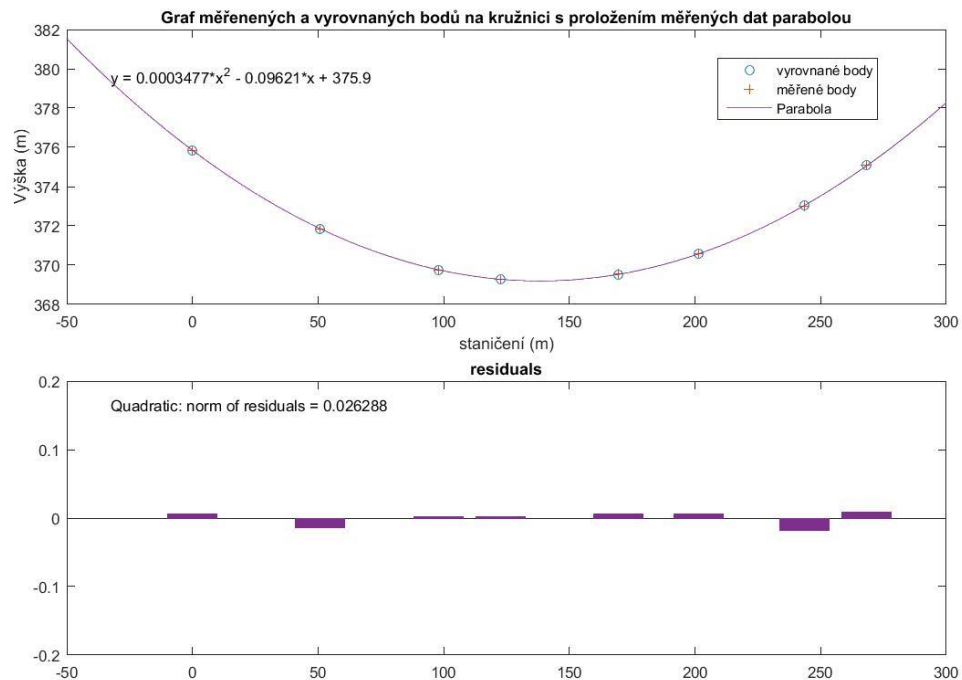 Graf měřenených a vyrovnaných bodů na kružnici s proložením měřených dat parabolou
y = 0.0003477*x² - 0.09621*x + 375.9
vyrovnané body
měřené body
Parabola
Výška (m)
382
380
378
376
374
372
370
368
-50 0 50 100 150 200 250 300
staničení (m)
residuals
Quadratic: norm of residuals = 0.026288
0.2
0.1
0
-0.1
-0.2
-50 0 50 100 150 200 250 300